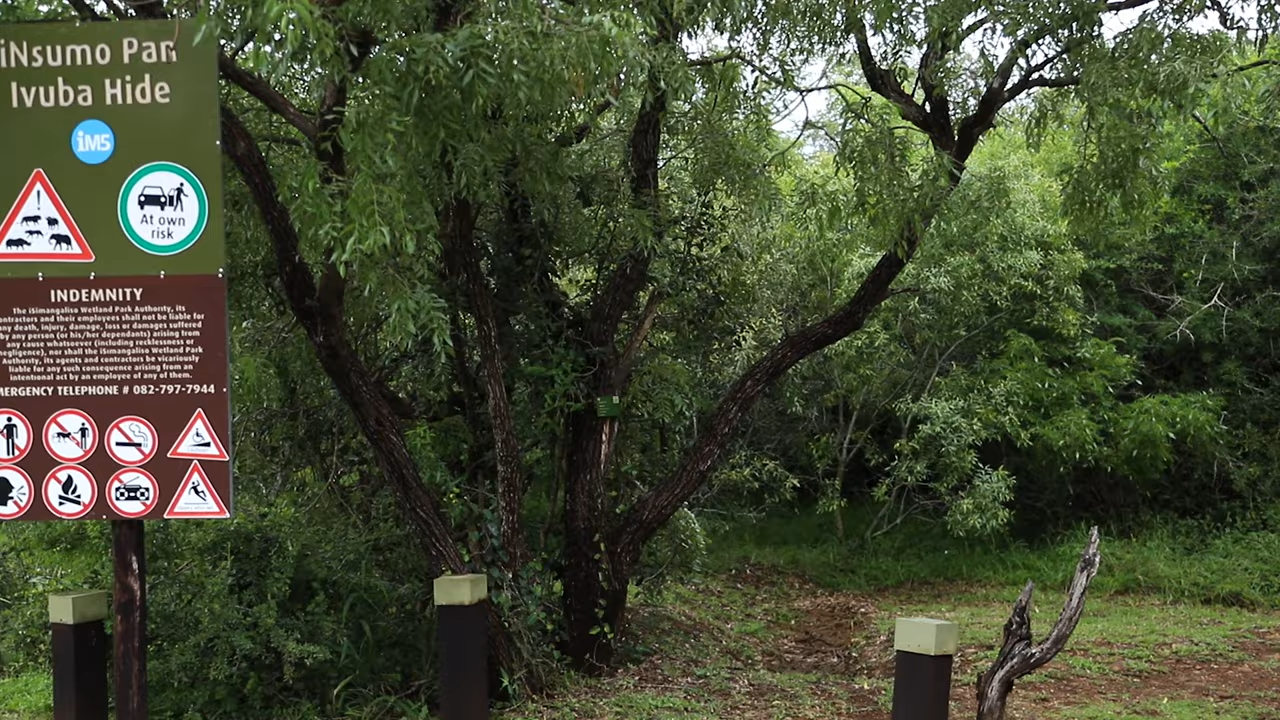 iNsumo Pan
Ivuba Hide
iM5
At own
risk
INDEMNITY
The iSimangaliso Wetland Park Authority, its
ontractors and their employees shall not be liable for
any death, injury, damage, loss or damages suffered
by any person (or his/her dependants) arising from
any cause whatsoever (including recklessness or
negligence), nor shall the iSimangaliso Wetland Park
Authority, its agents and contractors be vicariously
liable for any such consequence arising from an
intentional act by an employee of any of them.
MERGENCY TELEPHONE # 082-797-7944